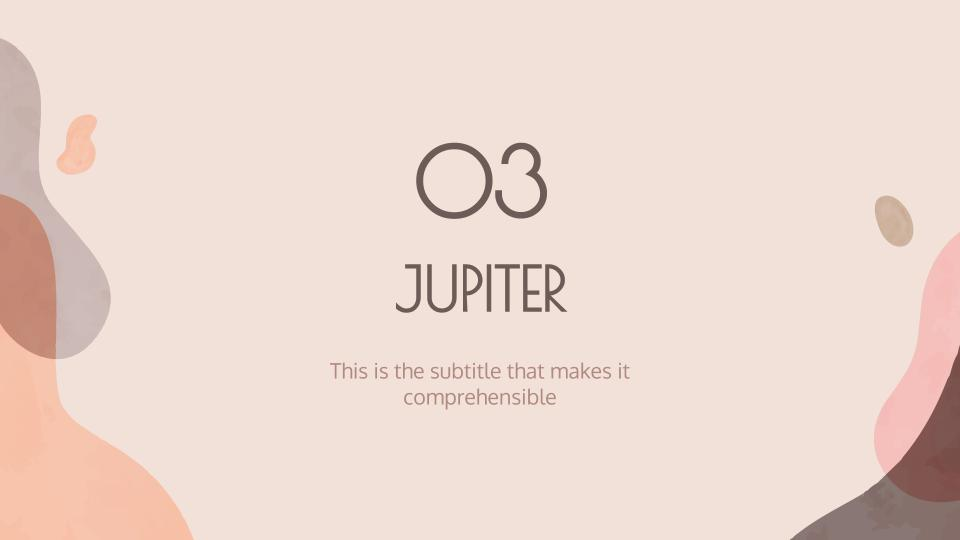 03
JUPITER
This is the subtitle that makes it
comprehensible